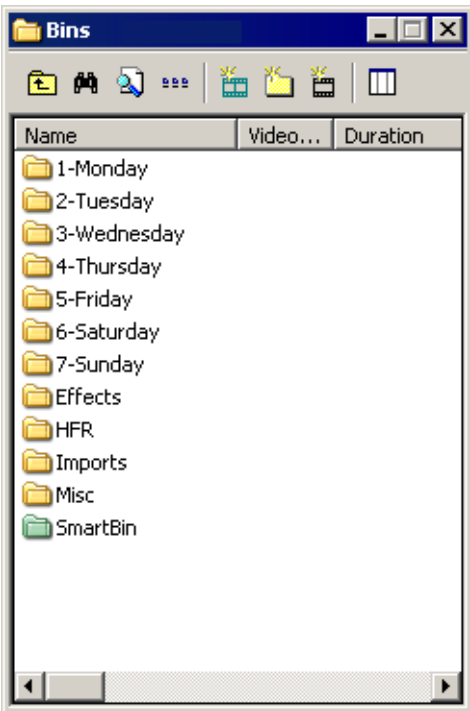 Bins
Name Video... Duration
1-Monday
2-Tuesday
3-Wednesday
4-Thursday
5-Friday
6-Saturday
7-Sunday
Effects
HFR
Imports
Misc
SmartBin